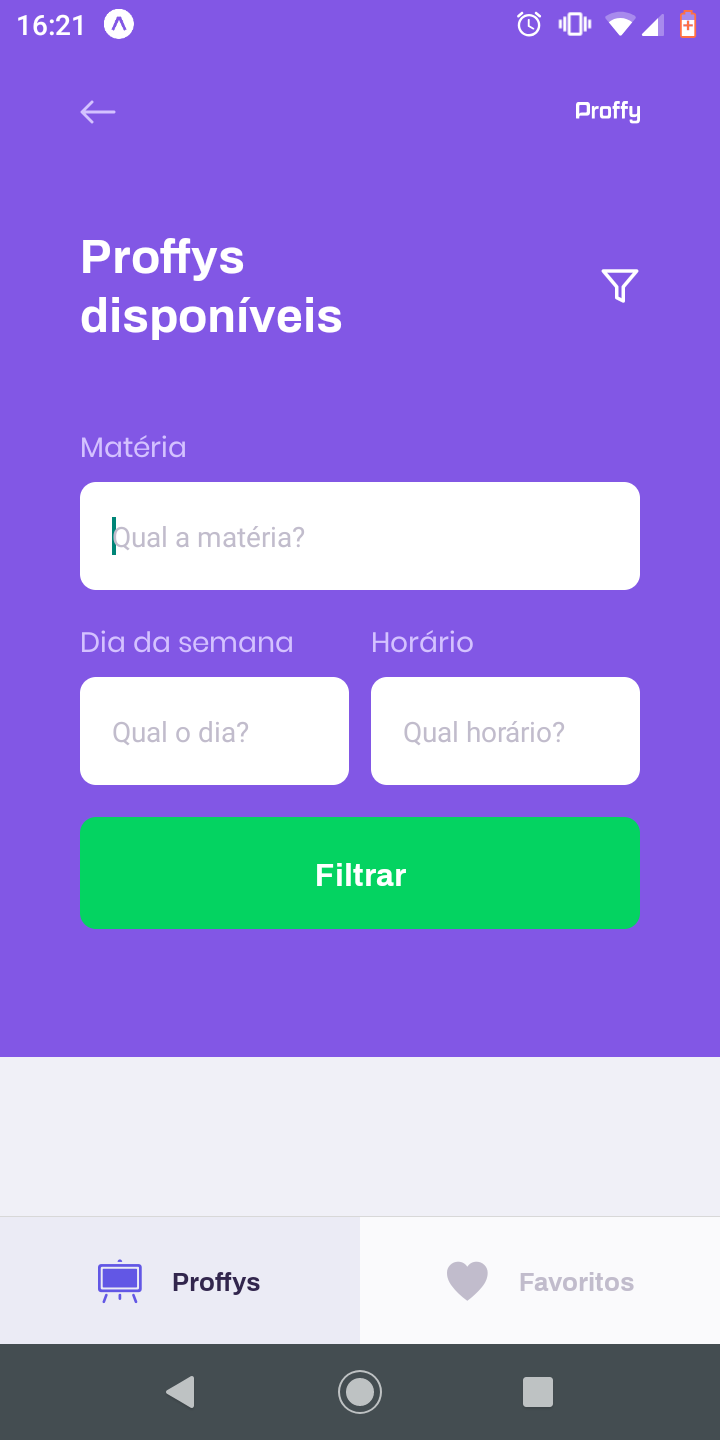 16:21
Proffy
Proffys
disponíveis
Matéria
Qual a matéria?
Dia da semana Horário
Qual o dia? Qual horário?
Filtrar
Proffys Favoritos